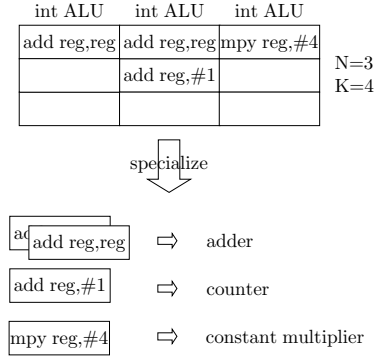 int ALU int ALU int ALU
add reg,reg add reg,reg mpy reg,#4
add reg,#1
N=3
K=4
specialize
ad
add reg,reg adder
add reg,#1 counter
mpy reg,#4 constant multiplier